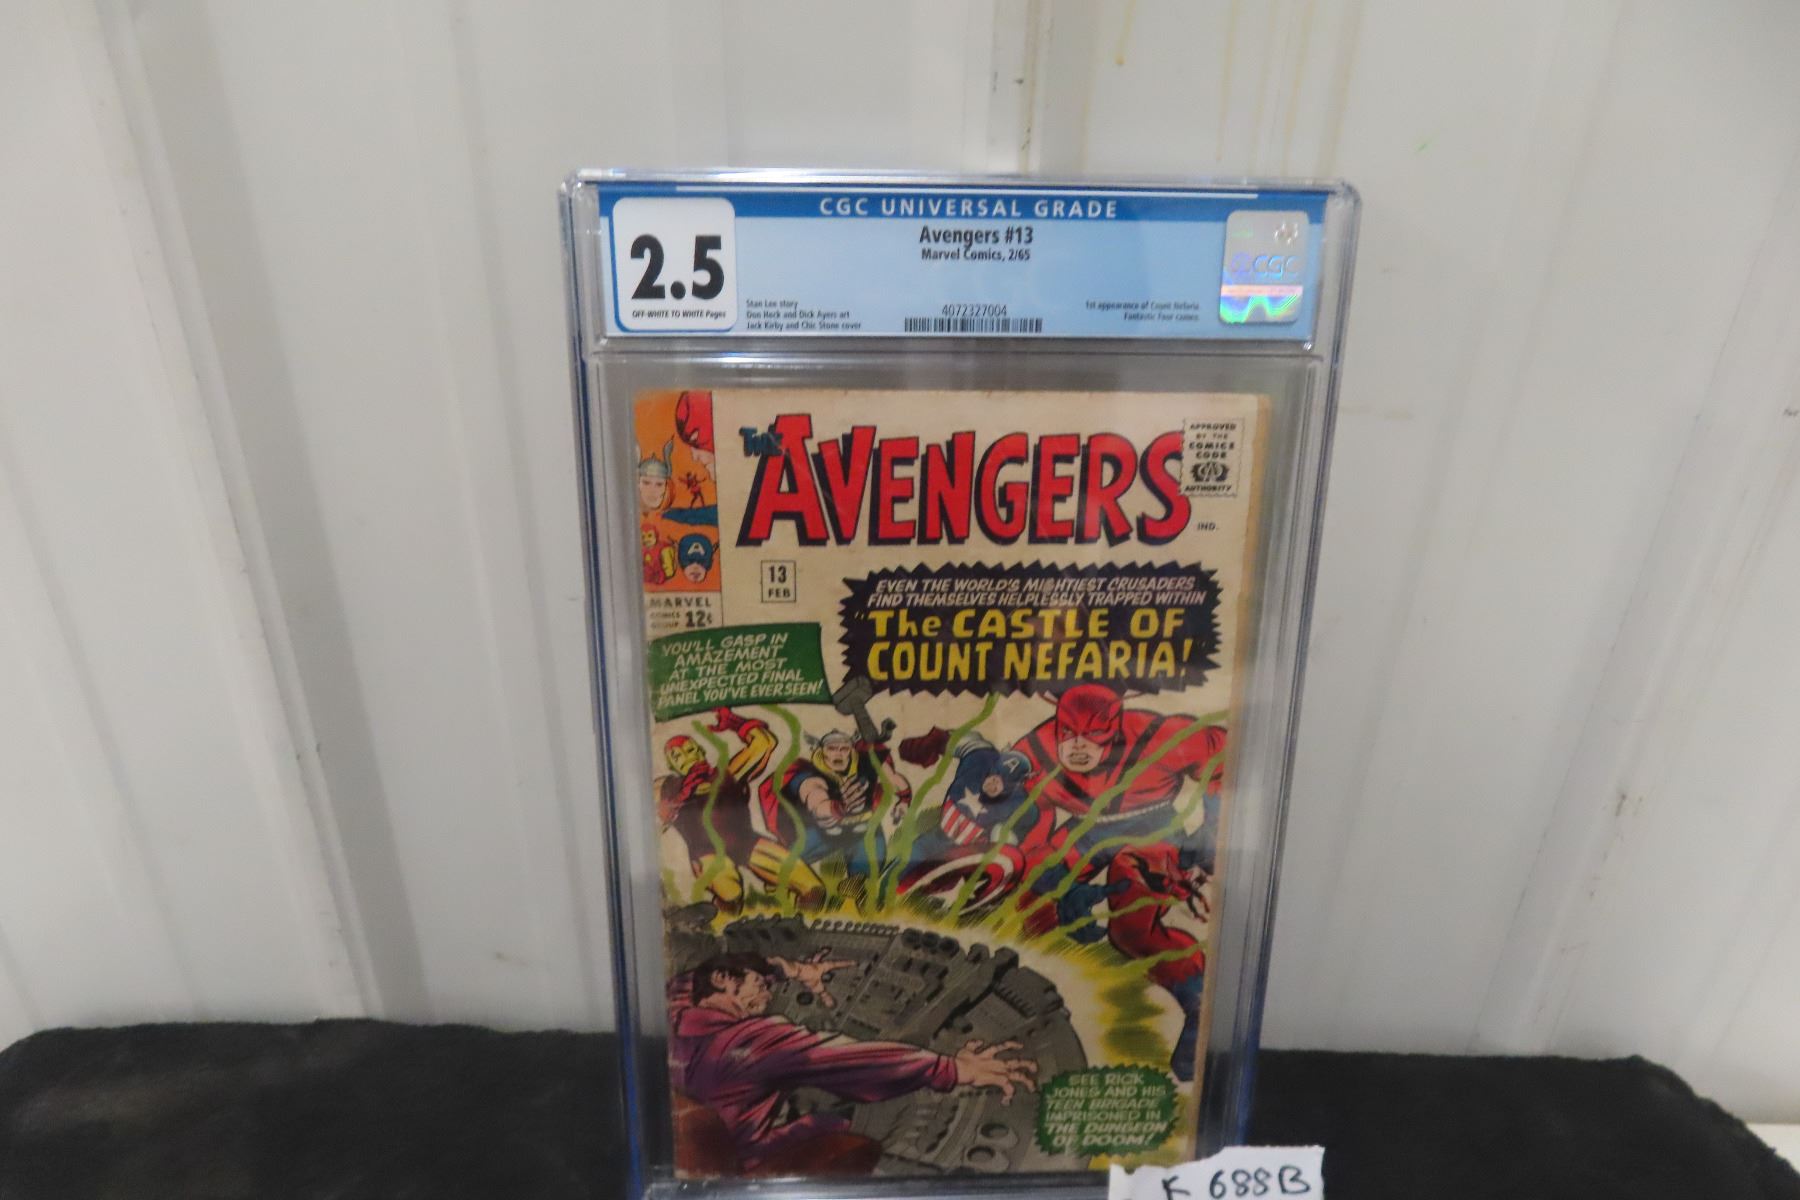 CGC UNIVERSAL GRADE
2.5
OFF-WHITE TO WHITE Pages
Avengers #13
Marvel Comics, 2/65
Stan Lee story
Don Heck and Dick Ayers art
Jack Kirby and Chic Stone cover
4072327004
1st appearance of Count Nefaria.
Fantastic Four cameo.
CGC
THE AVENGERS
APPROVED
BY THE
COMICS
CODE
CA
AUTHORITY
IND.
13
FEB
MARVEL
COMICS
GROUP
12¢
EVEN THE WORLD'S MIGHTIEST CRUSADERS
FIND THEMSELVES HELPLESSLY TRAPPED WITHIN
"The CASTLE OF
COUNT NEFARIA!"
YOU'LL GASP IN
AMAZEMENT
AT THE MOST
UNEXPECTED FINAL
PANEL YOU'VE EVER SEEN!
A
A
SEE RICK
JONES AND HIS
TEEN BRIGADE
IMPRISONED IN
THE DUNGEON
OF DOOM!
K 688B